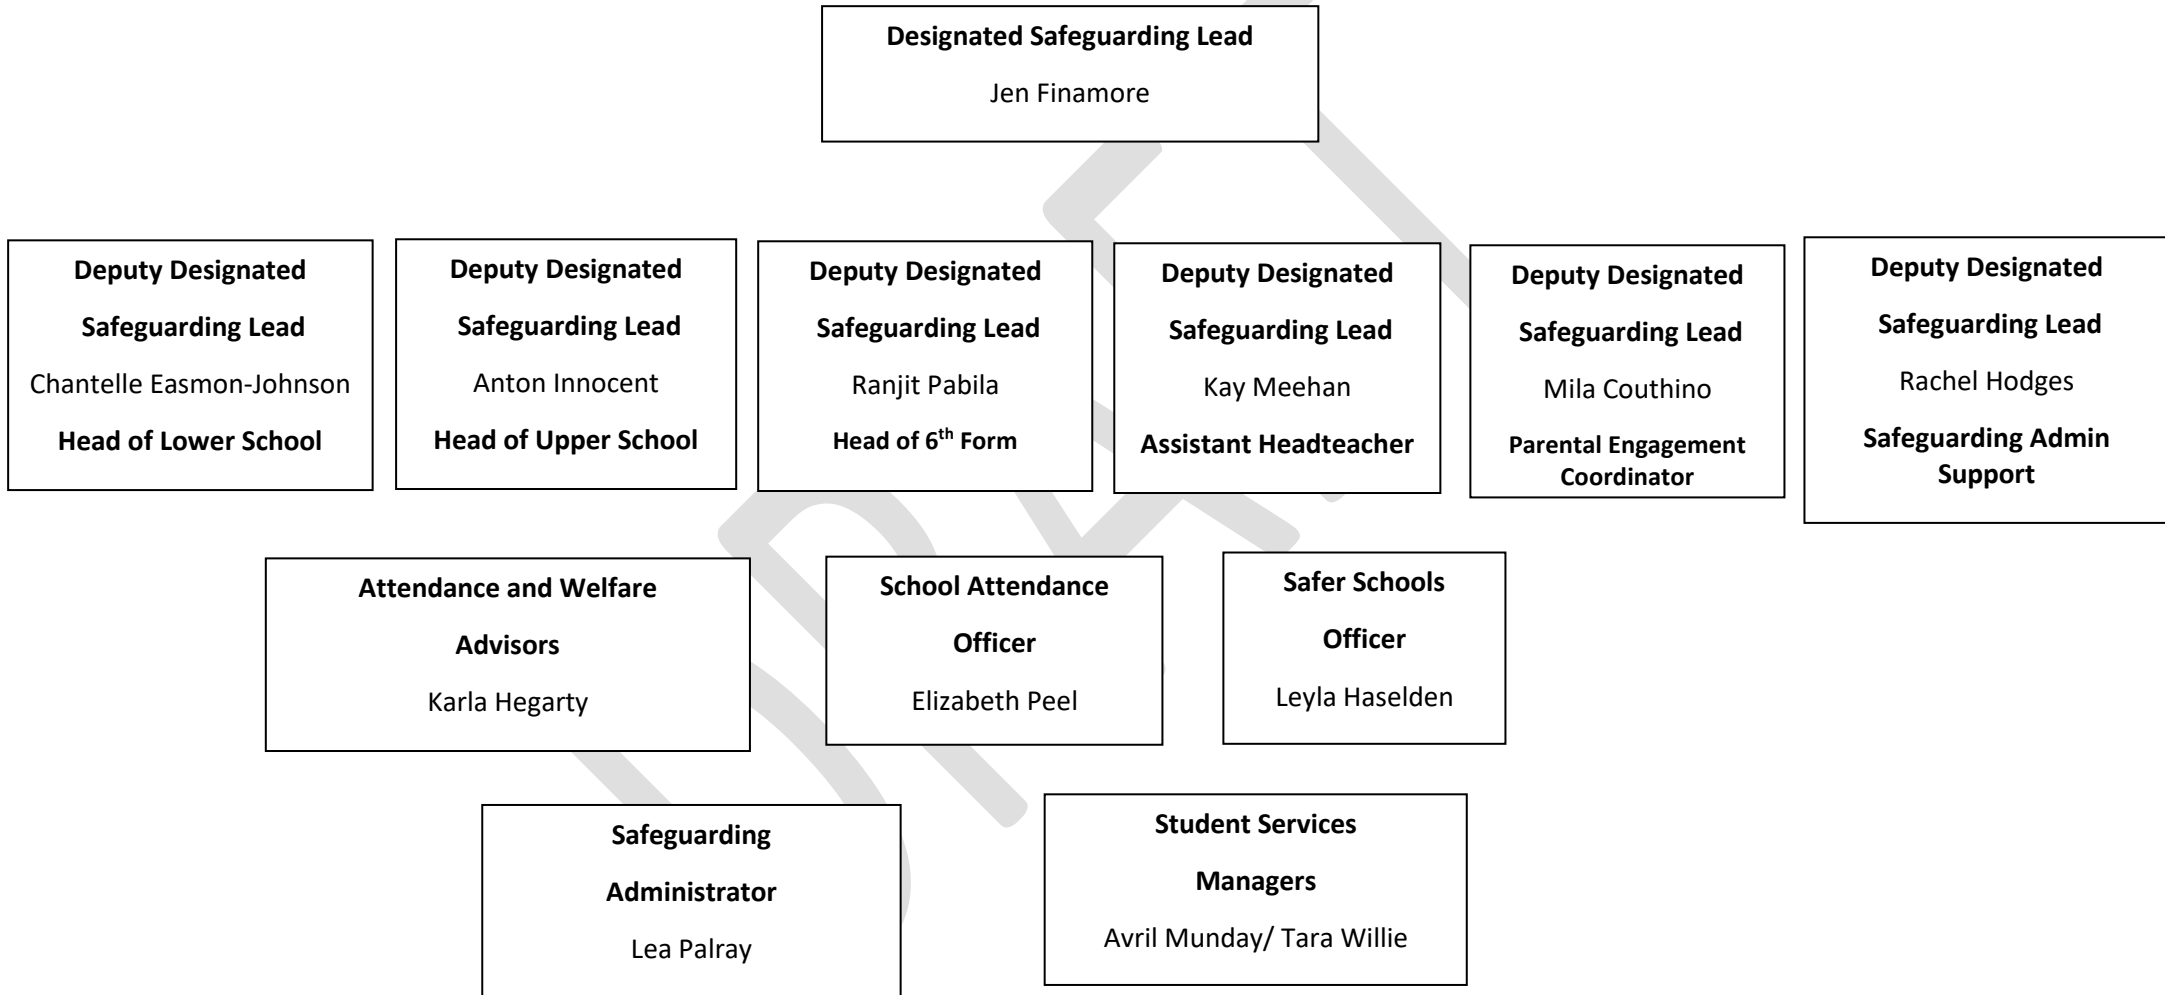 Designated Safeguarding Lead
Jen Finamore
Deputy Designated
Safeguarding Lead
Chantelle Easmon-Johnson
Head of Lower School
Deputy Designated
Safeguarding Lead
Anton Innocent
Head of Upper School
Deputy Designated
Safeguarding Lead
Ranjit Pabila
Head of 6th Form
Deputy Designated
Safeguarding Lead
Kay Meehan
Assistant Headteacher
Deputy Designated
Safeguarding Lead
Mila Couthino
Parental Engagement
Coordinator
Deputy Designated
Safeguarding Lead
Rachel Hodges
Safeguarding Admin
Support
Attendance and Welfare
Advisors
Karla Hegarty
School Attendance
Officer
Elizabeth Peel
Safer Schools
Officer
Leyla Haselden
Safeguarding
Administrator
Lea Palray
Student Services
Managers
Avril Munday/ Tara Willie
DRAFT